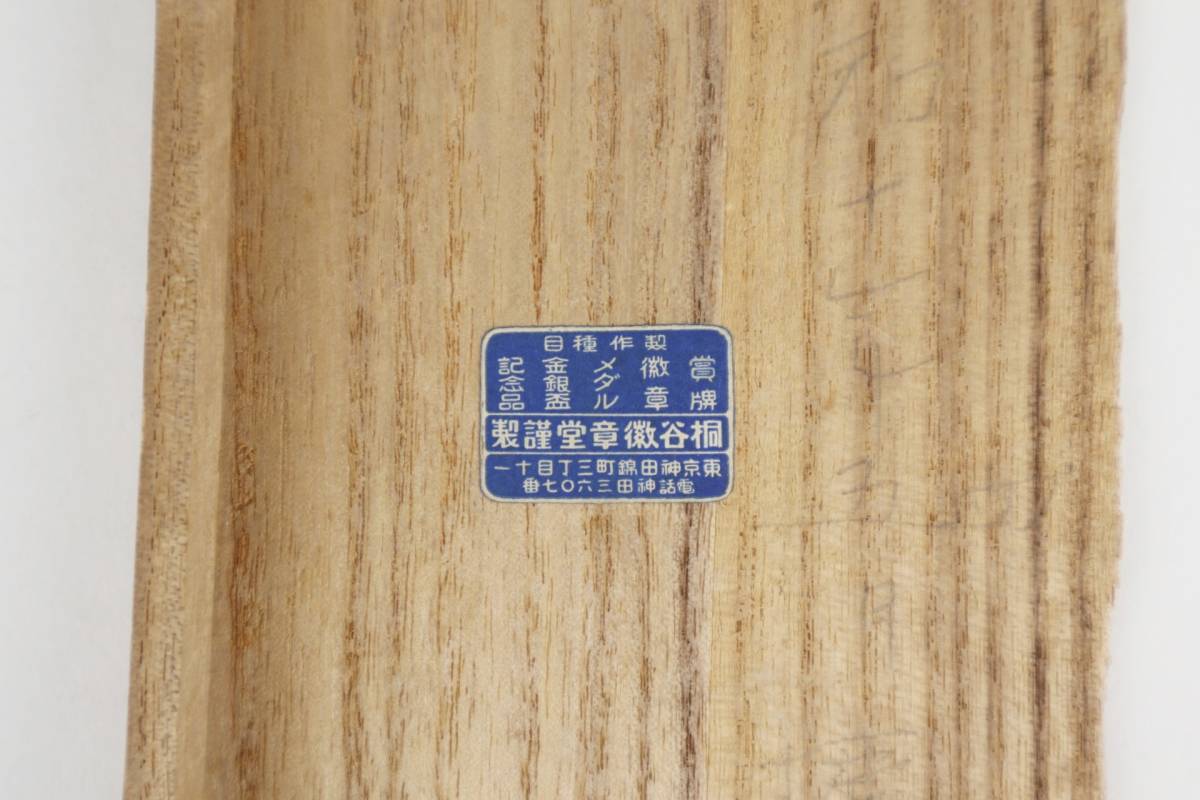 製作種目
賞牌
徽章
メダル
金銀盃
記念品
桐谷徽章堂謹製
東京神田錦町三丁目十一
電話神田三六〇七番